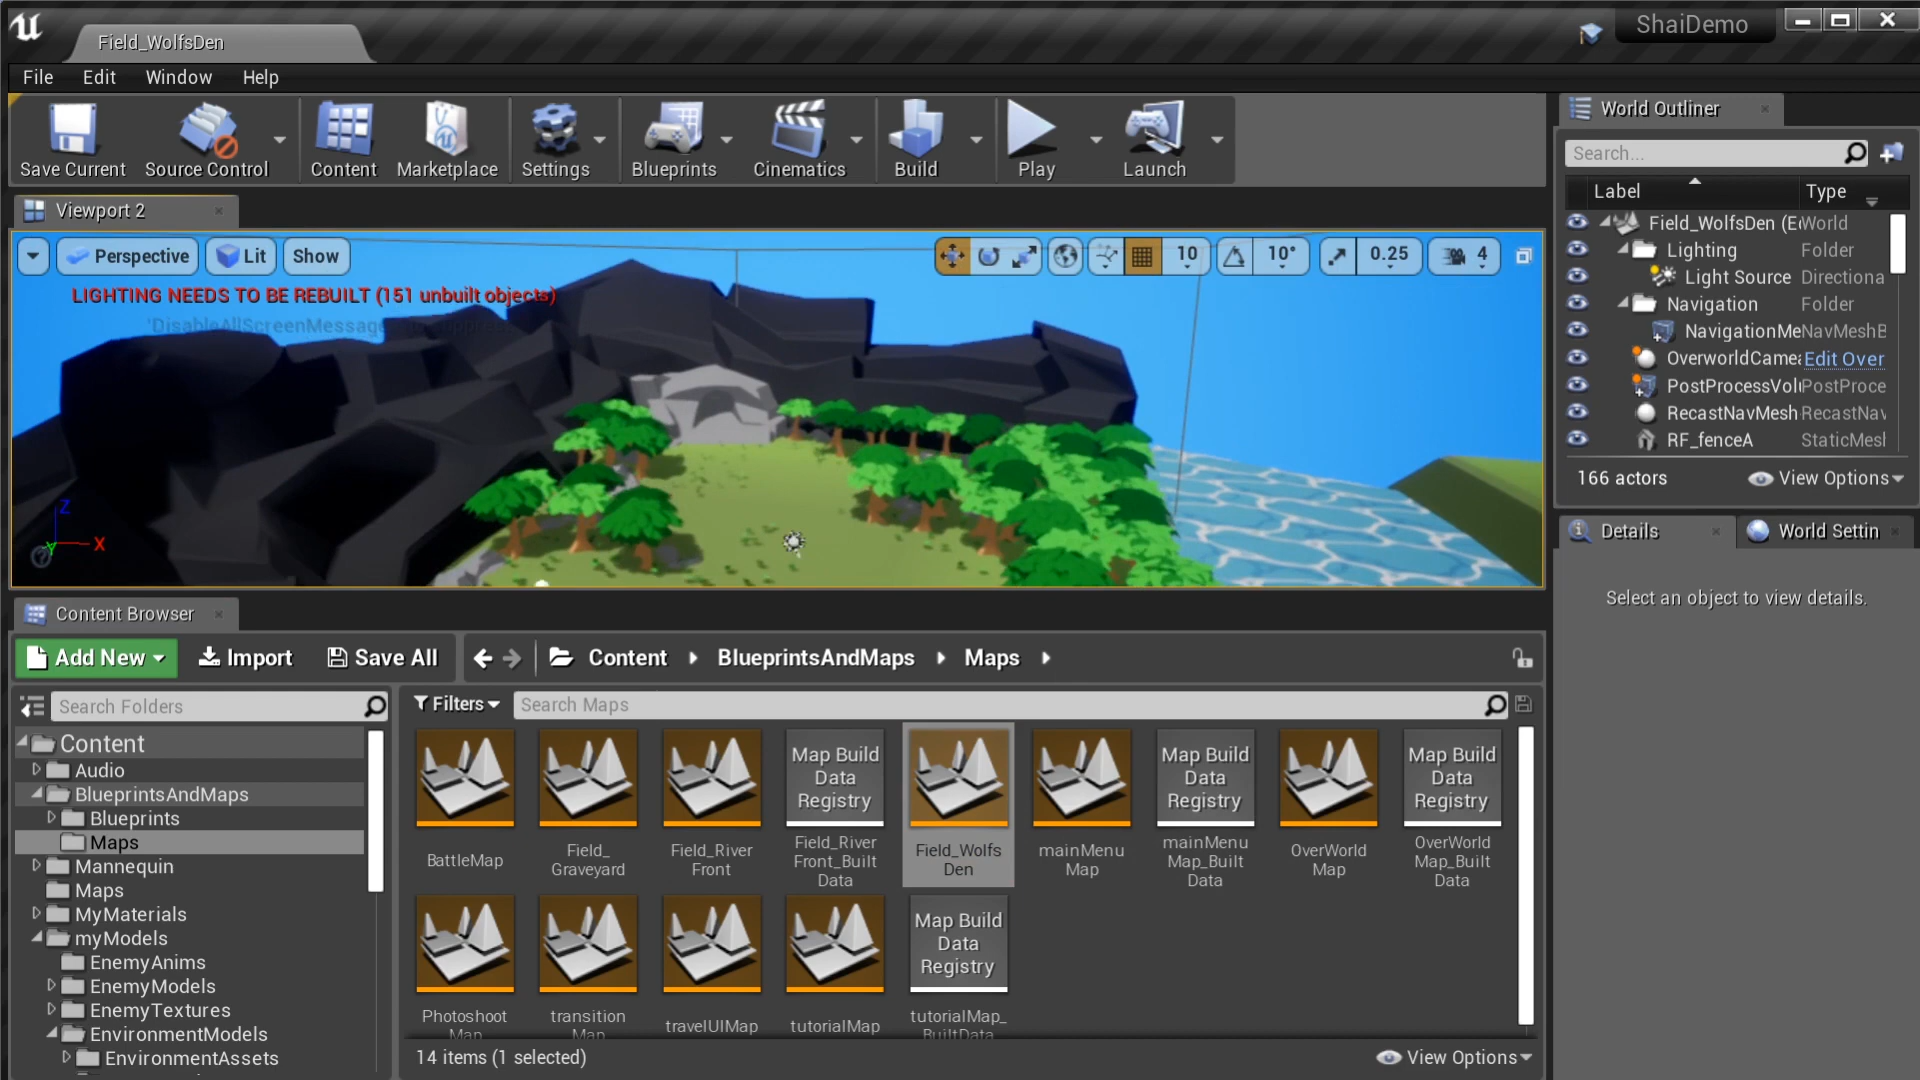 Field_WolfsDen
ShaiDemo
File Edit Window Help
Save Current Source Control Content Marketplace Settings Blueprints Cinematics Build Play Launch
World Outliner
Search...
Label Type
Field_WolfsDen (E World
Lighting Folder
Light Source Directiona
Navigation Folder
NavigationMe NavMeshB
OverworldCame Edit Over
PostProcessVolu PostProce
RecastNavMesh RecastNav
RF_fenceA StaticMesl
166 actors View Options
Viewport 2
Perspective Lit Show 10 10° 0.25 4
LIGHTING NEEDS TO BE REBUILT (151 unbuilt objects)
'DisableAllScreenMessage
Z
X
Y
Details World Settin
Select an object to view details.
Content Browser
Add New Import Save All Content BlueprintsAndMaps Maps
Search Folders
Filters Search Maps
Content
Audio
BlueprintsAndMaps
Blueprints
Maps
Mannequin
Maps
MyMaterials
myModels
EnemyAnims
EnemyModels
EnemyTextures
EnvironmentModels
EnvironmentAssets
Map Build Map Build Map Build
Data Data Data
Registry Registry Registry
BattleMap
Field_
Graveyard
Field_River
Front
Field_River
Front_Built
Data
Field_Wolfs
Den
mainMenu
Map
mainMenu
Map_Built
Data
OverWorld
Map
OverWorld
Map_Built
Data
Map Build
Data
Registry
Photoshoot
Map
transition
Map
travelUIMap
tutorialMap
tutorialMap_
BuiltData
14 items (1 selected) View Options